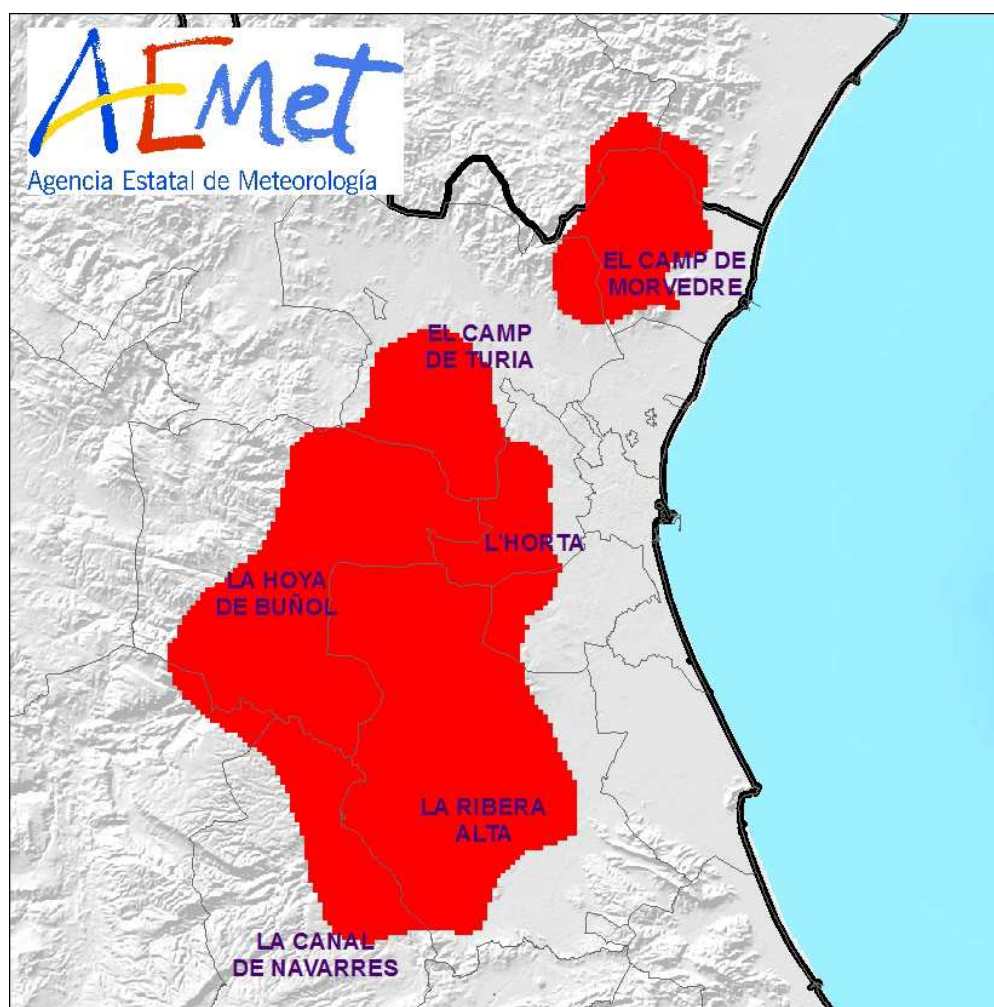 AEMet
Agencia Estatal de Meteorología
EL CAMP DE
MORVEDRE
EL CAMP
DE TURIA
L'HORTA
LA HOYA
DE BUÑOL
LA RIBERA
ALTA
LA CANAL
DE NAVARRES